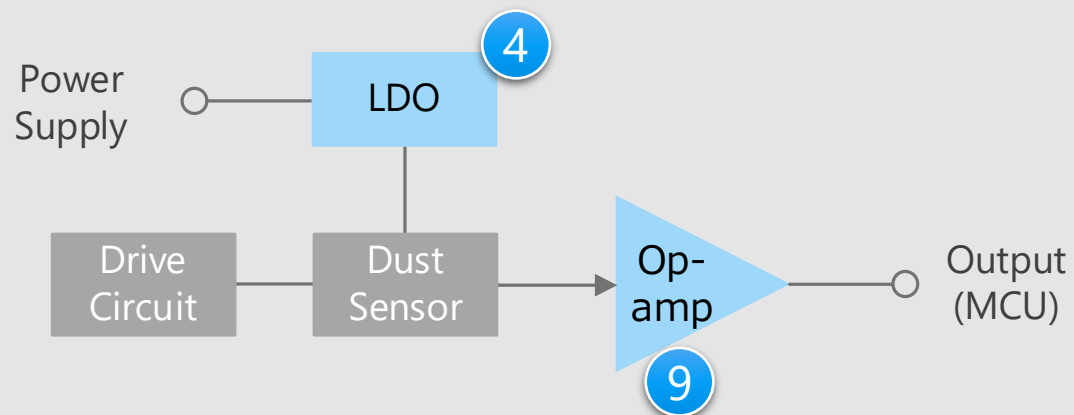 4
Power
Supply
LDO
Drive
Circuit
Dust
Sensor
Op-
amp
Output
(MCU)
9